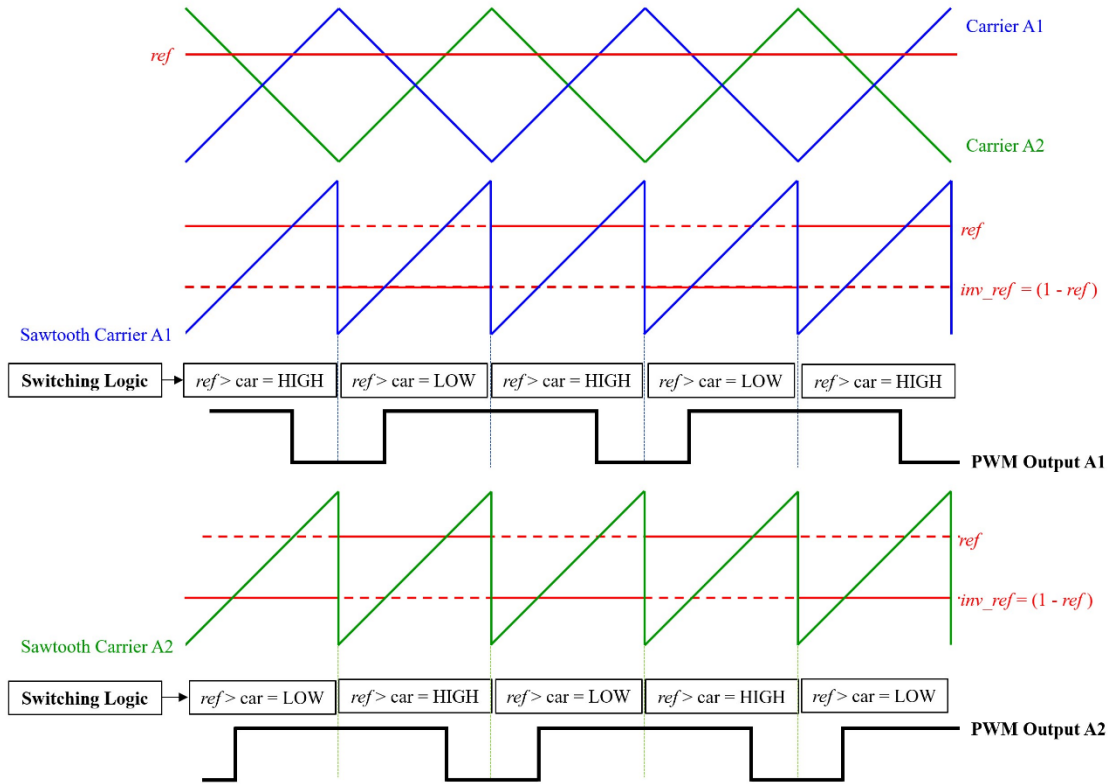 Carrier A1
ref
Carrier A2
ref
inv_ref = (1 - ref )
Sawtooth Carrier A1
Switching Logic
ref > car = HIGH
ref > car = LOW
ref > car = HIGH
ref > car = LOW
ref > car = HIGH
PWM Output A1
ref
inv_ref = (1 - ref )
Sawtooth Carrier A2
Switching Logic
ref > car = LOW
ref > car = HIGH
ref > car = LOW
ref > car = HIGH
ref > car = LOW
PWM Output A2